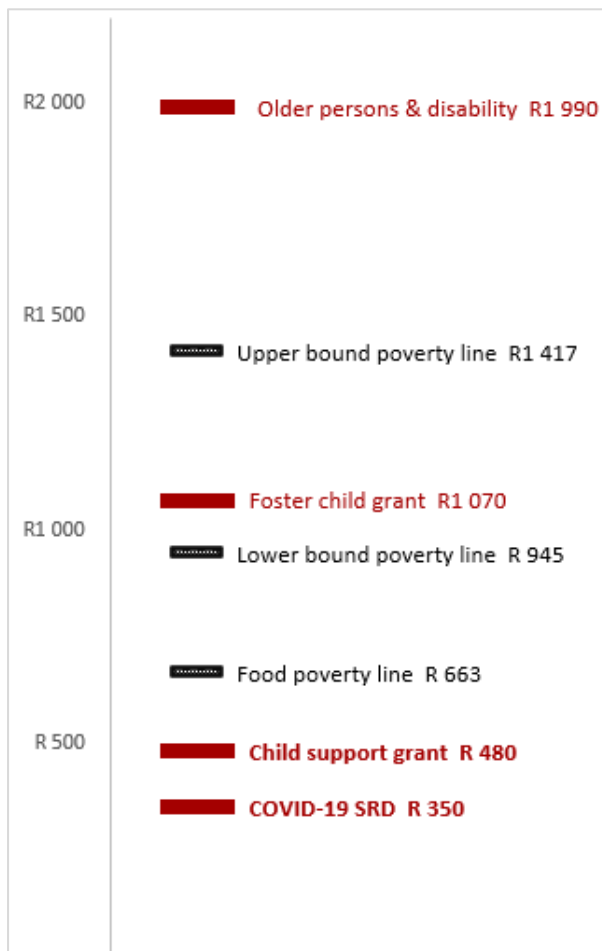 R2 000
Older persons & disability  R1 990
R1 500
Upper bound poverty line  R1 417
Foster child grant  R1 070
R1 000
Lower bound poverty line  R 945
Food poverty line  R 663
R 500
Child support grant  R 480
COVID-19 SRD  R 350